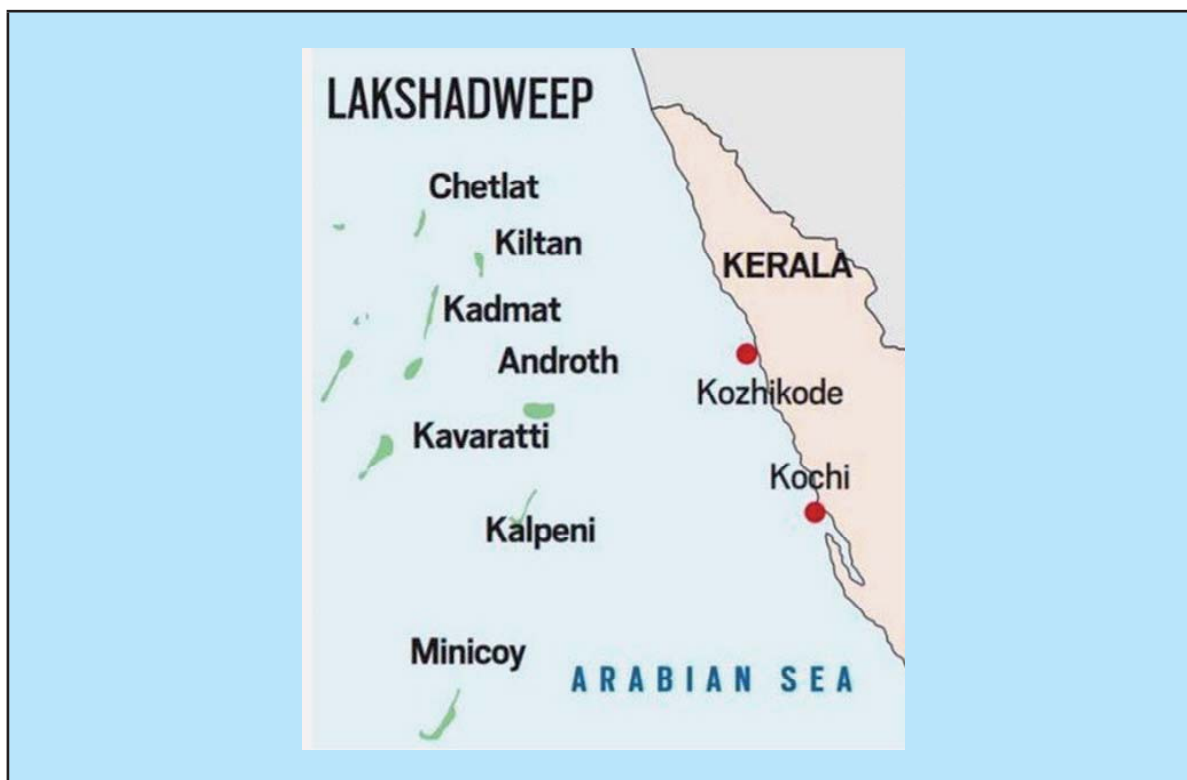 LAKSHADWEEP
Chetlat
Kiltan
KERALA
Kadmat
Androth
Kozhikode
Kavaratti
Kochi
Kalpeni
Minicoy
ARABIAN SEA